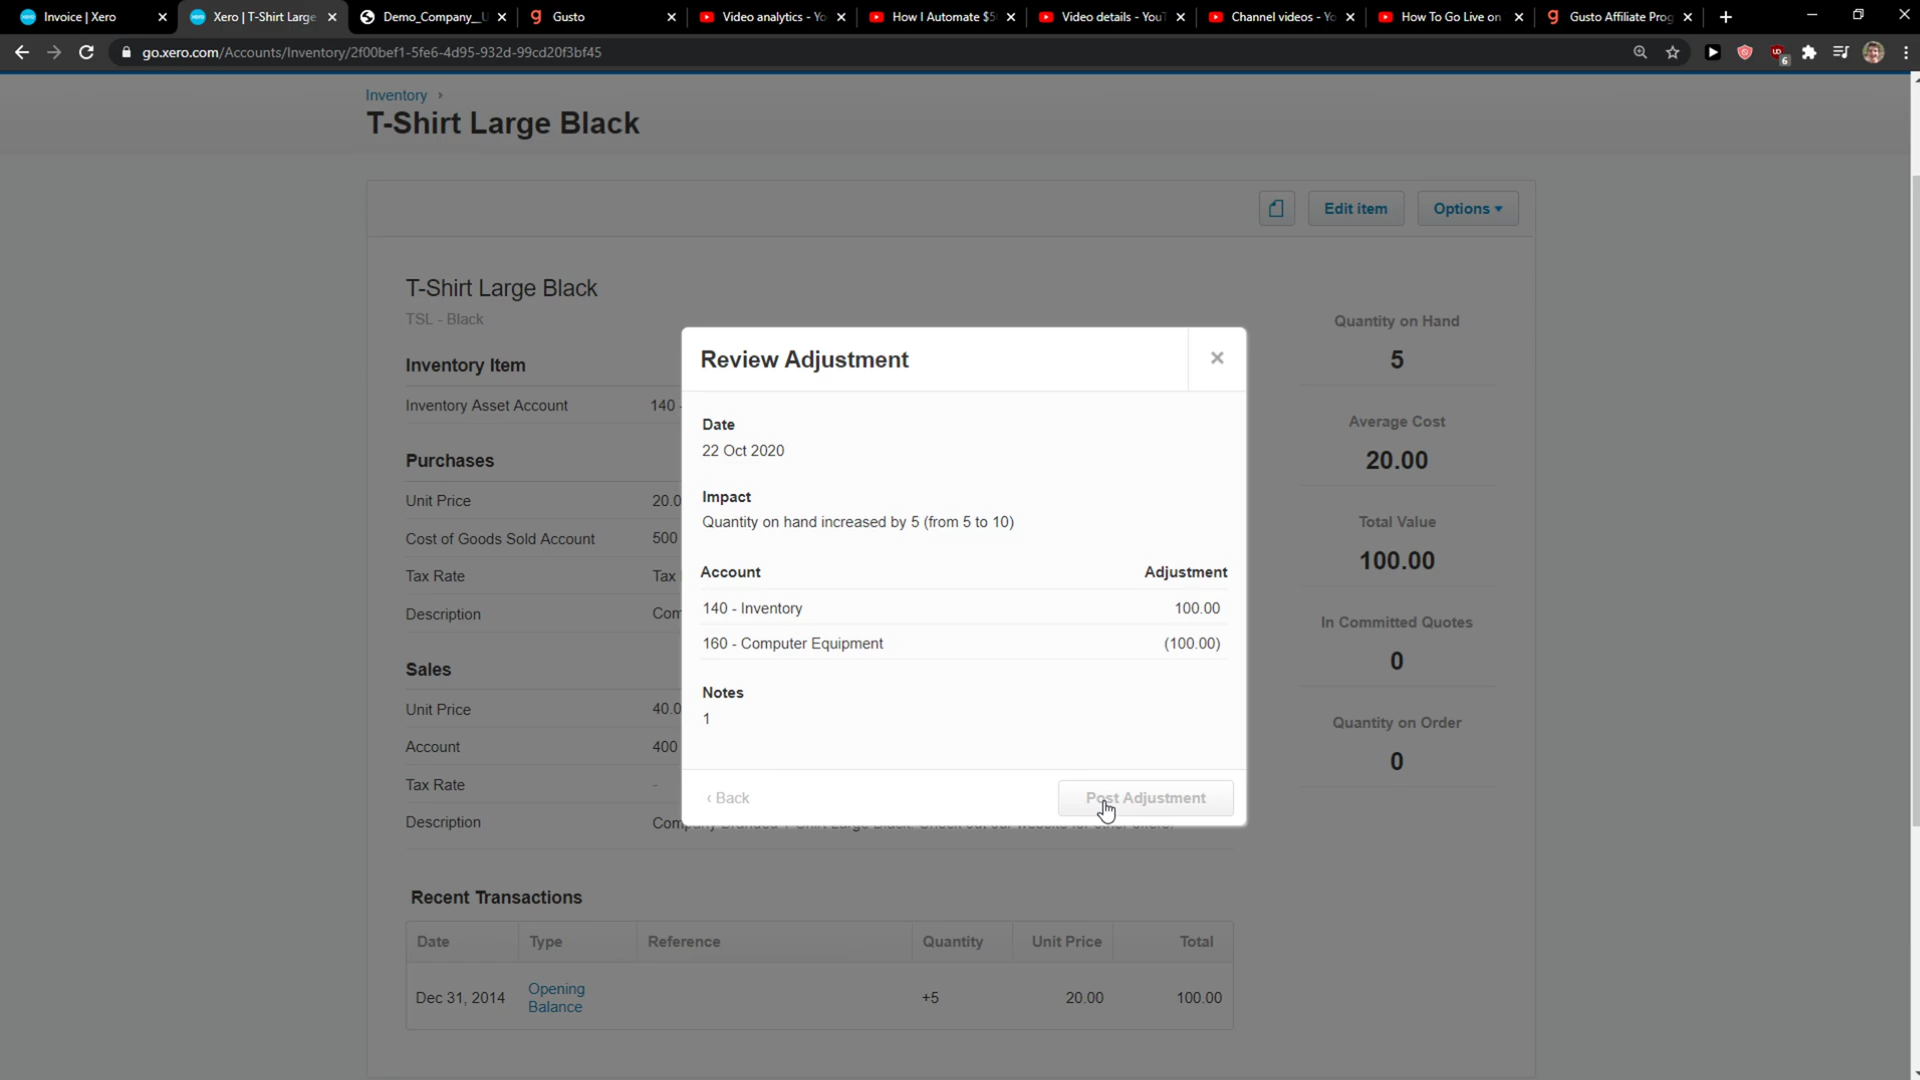 Invoice | Xero
Xero | T-Shirt Large
Demo_Company__U
Gusto
Video analytics - Yo
How I Automate $5
Video details - YouT
Channel videos - Yo
How To Go Live on
Gusto Affiliate Prog
go.xero.com/Accounts/Inventory/2f00bef1-5fe6-4d95-932d-99cd20f3bf45
6
Inventory ›
T-Shirt Large Black
Edit item
Options
T-Shirt Large Black
TSL - Black
Inventory Item
Inventory Asset Account 140 -
Purchases
Unit Price 20.0
Cost of Goods Sold Account 500
Tax Rate Tax
Description Com
Sales
Unit Price 40.0
Account 400
Tax Rate -
Description
Quantity on Hand
5
Average Cost
20.00
Total Value
100.00
In Committed Quotes
0
Quantity on Order
0
Review Adjustment
Date
22 Oct 2020
Impact
Quantity on hand increased by 5 (from 5 to 10)
Account Adjustment
140 - Inventory 100.00
160 - Computer Equipment (100.00)
Notes
1
‹ Back
Post Adjustment
Recent Transactions
Date Type Reference Quantity Unit Price Total
Dec 31, 2014 Opening Balance +5 20.00 100.00